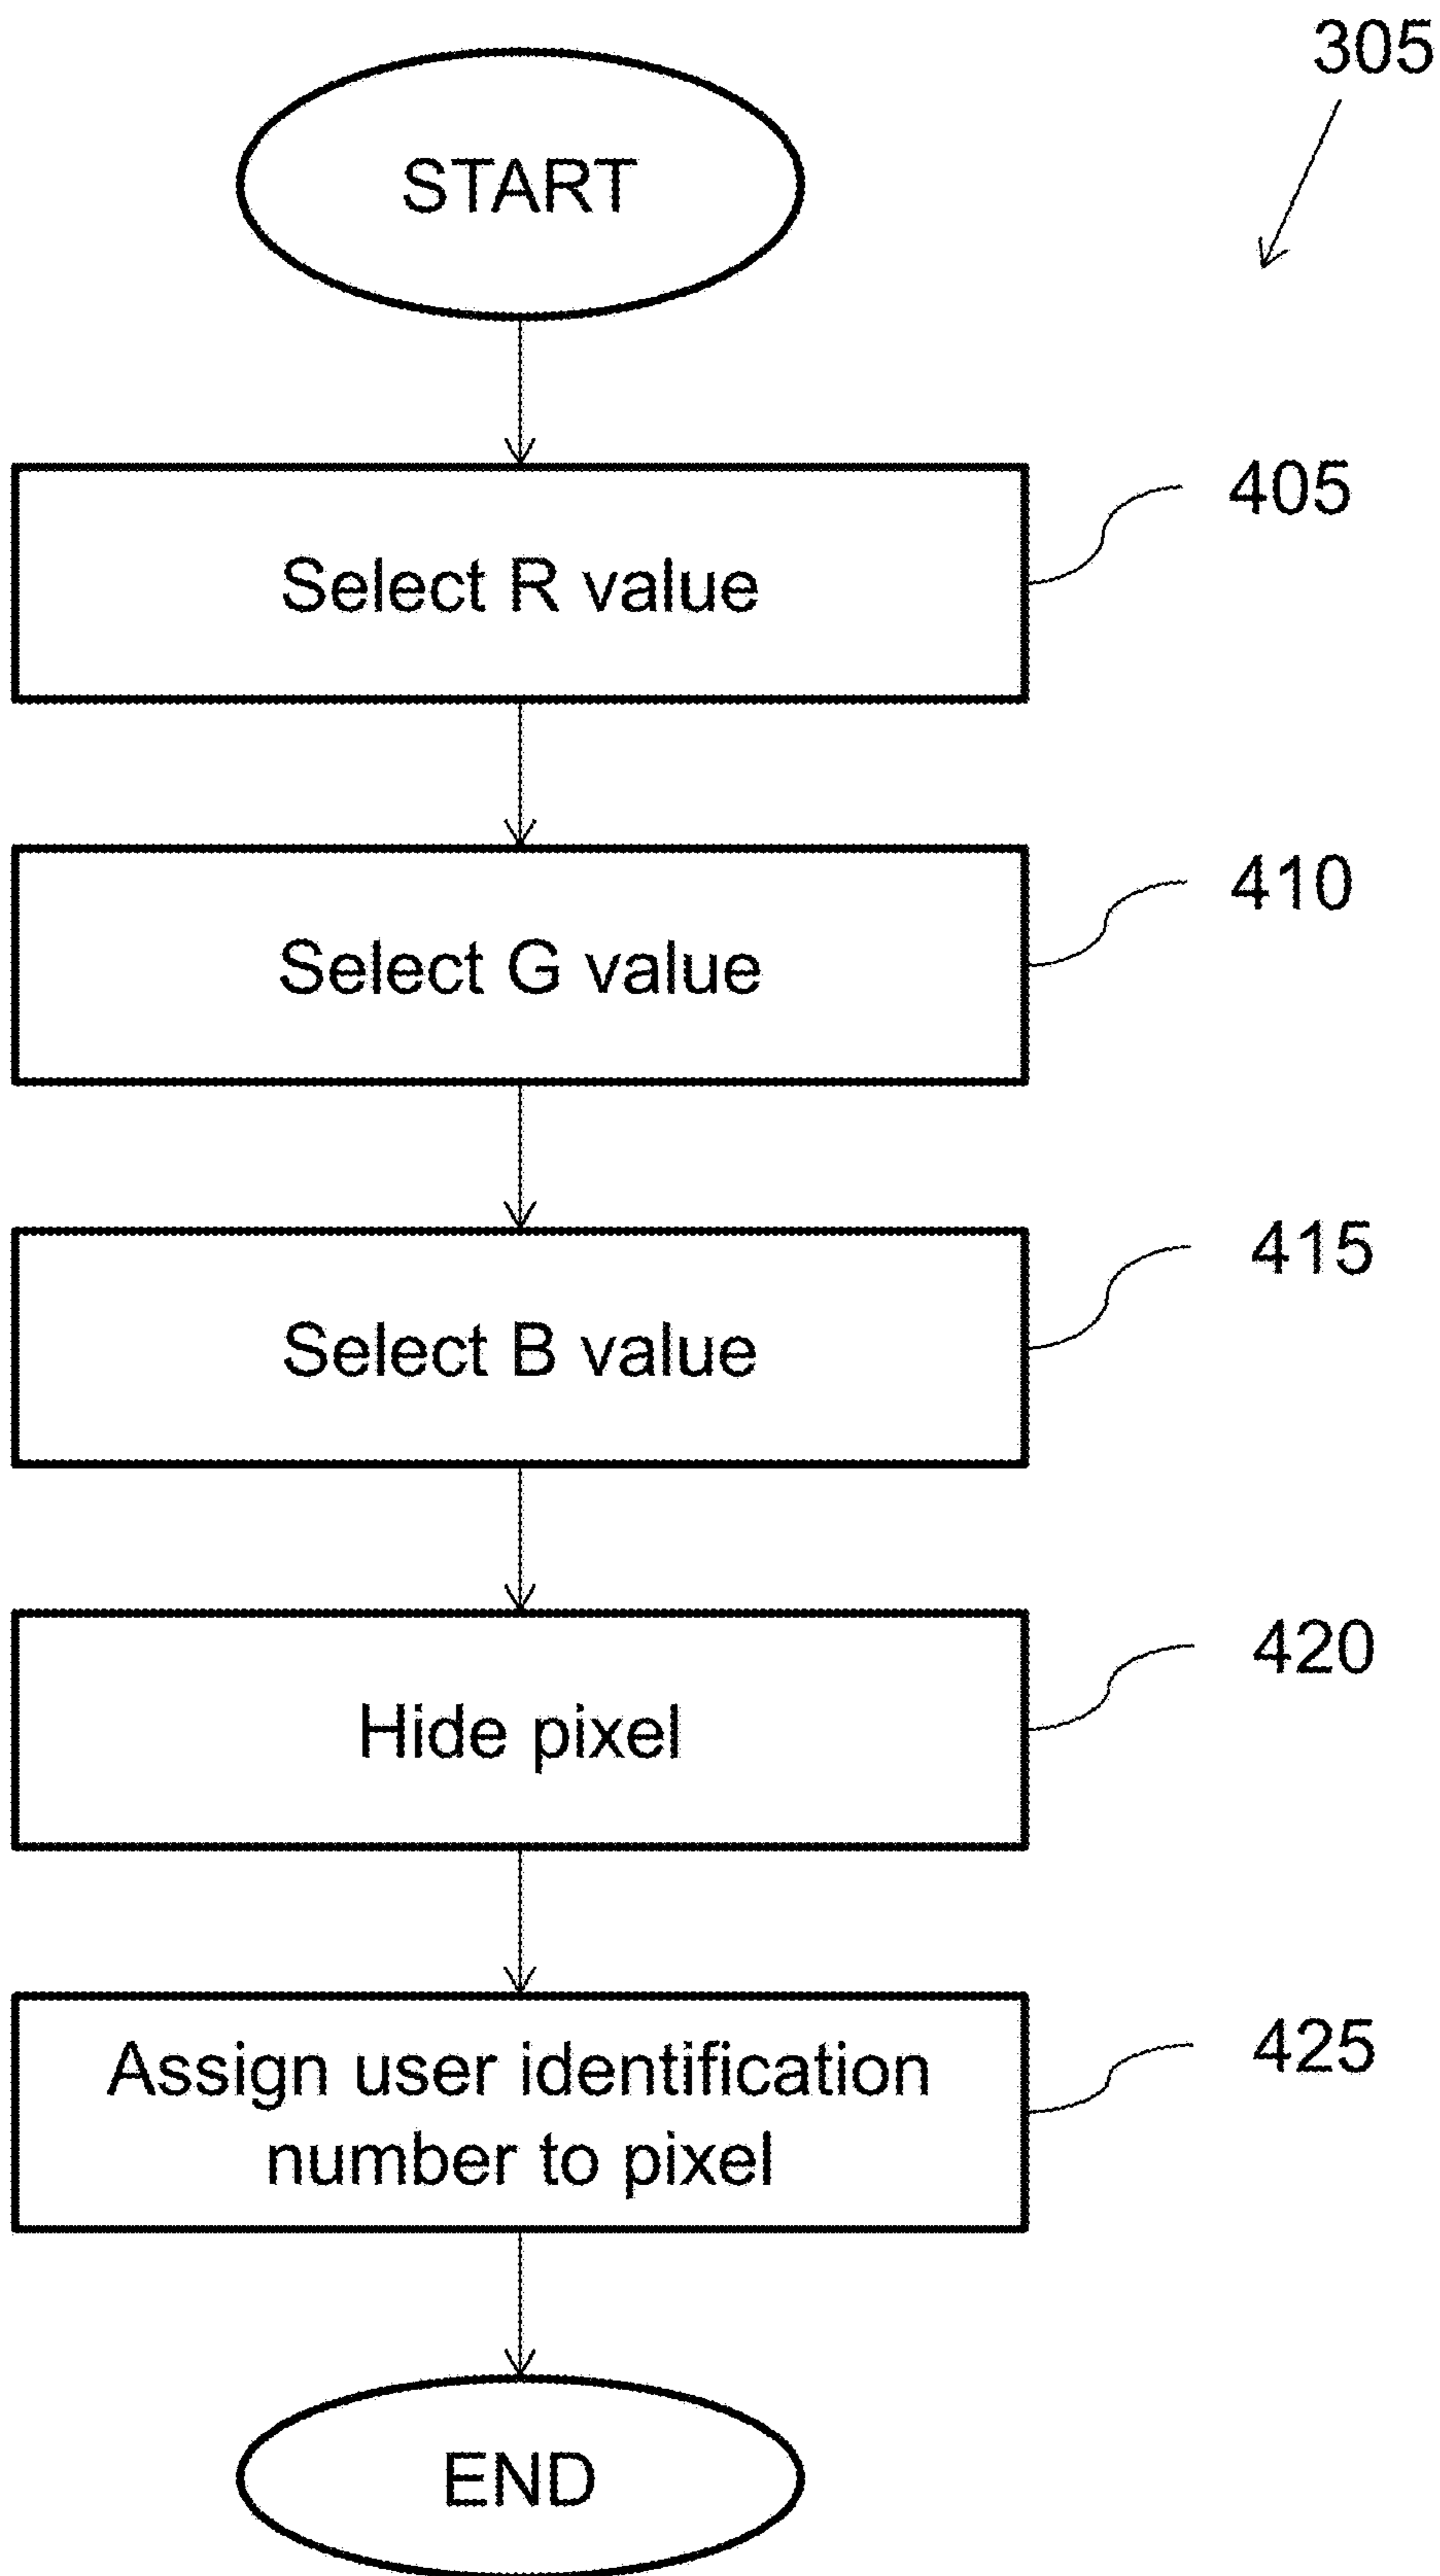 305
START
405
Select R value
410
Select G value
415
Select B value
420
Hide pixel
425
Assign user identification
number to pixel
END